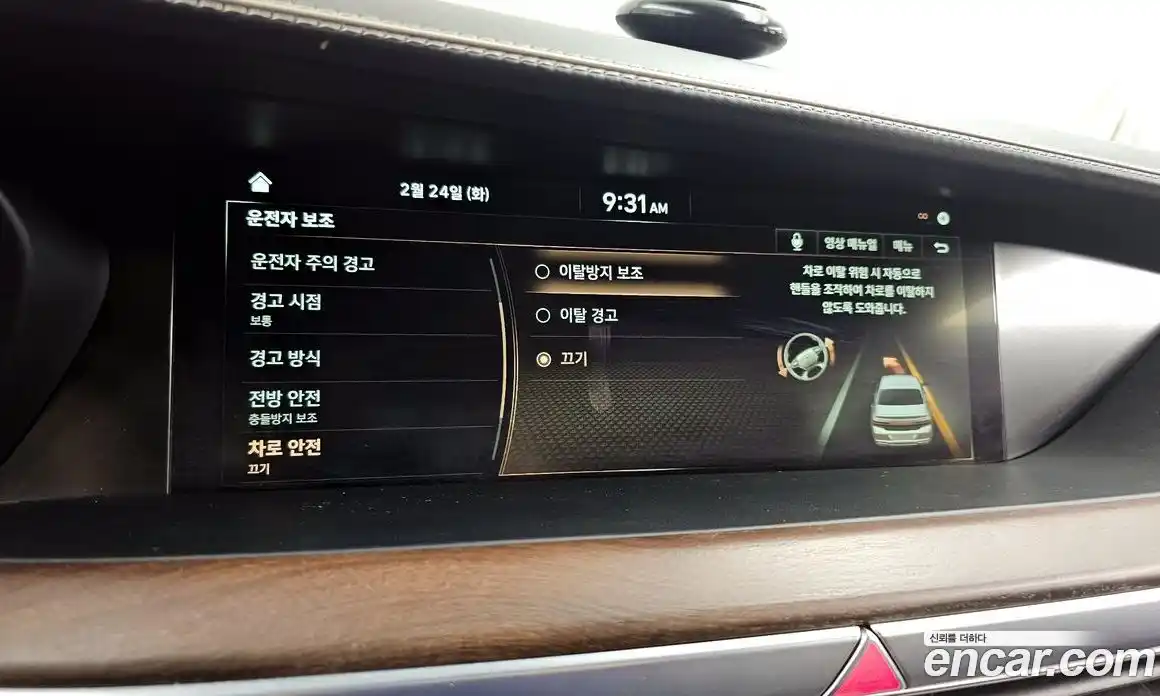 2월 24일 (화)
9:31 AM
운전자 보조
영상 매뉴얼
메뉴
운전자 주의 경고
경고 시점
보통
경고 방식
전방 안전
충돌방지 보조
차로 안전
끄기
이탈방지 보조
이탈 경고
끄기
차로 이탈 위험 시 자동으로
핸들을 조작하여 차로를 이탈하지
않도록 도와줍니다.
신뢰를 더하다
encar.com